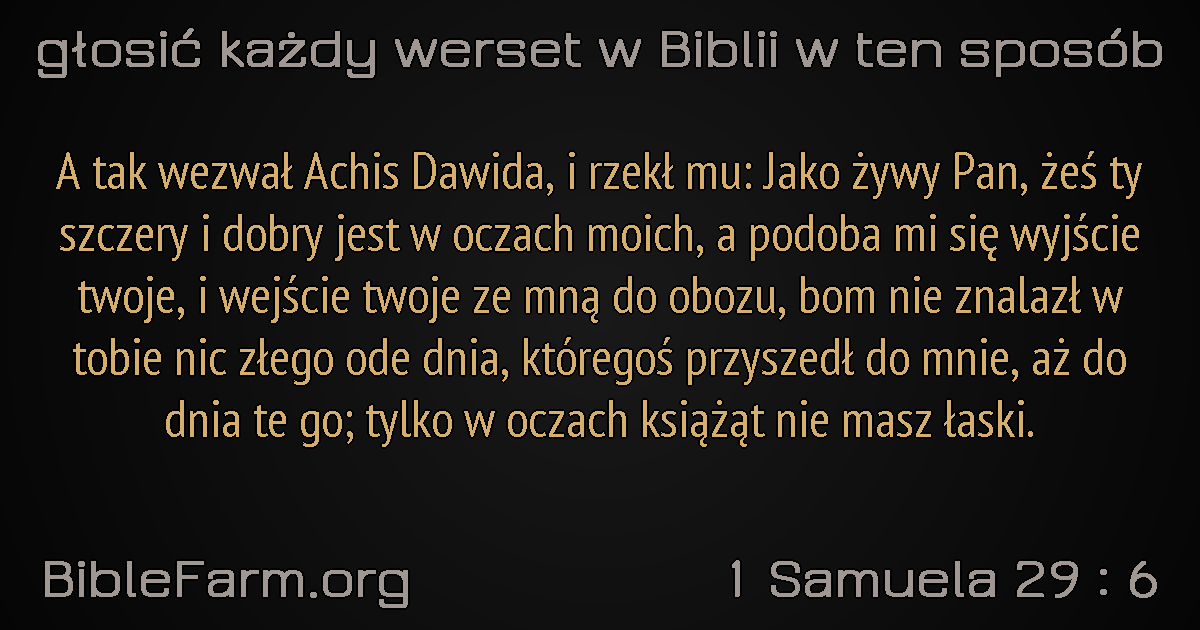 głosić każdy werset w Biblii w ten sposób
A tak wezwał Achis Dawida, i rzekł mu: Jako żywy Pan, żeś ty
szczery i dobry jest w oczach moich, a podoba mi się wyjście
twoje, i wejście twoje ze mną do obozu, bom nie znalazł w
tobie nic złego ode dnia, któregoś przyszedł do mnie, aż do
dnia te go; tylko w oczach książąt nie masz łaski.
BibleFarm.org
1 Samuela 29 : 6